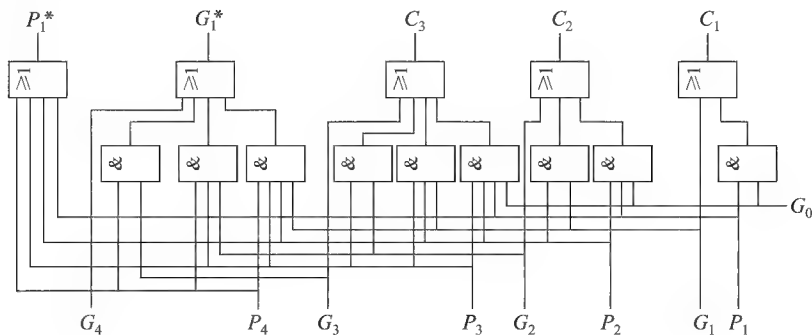 P₁* G₁* C₃ C₂ C₁
⩾1 ⩾1 ⩾1 ⩾1 ⩾1
& & & & & & & & &
G₀
G₄ P₄ G₃ P₃ G₂ P₂ G₁ P₁